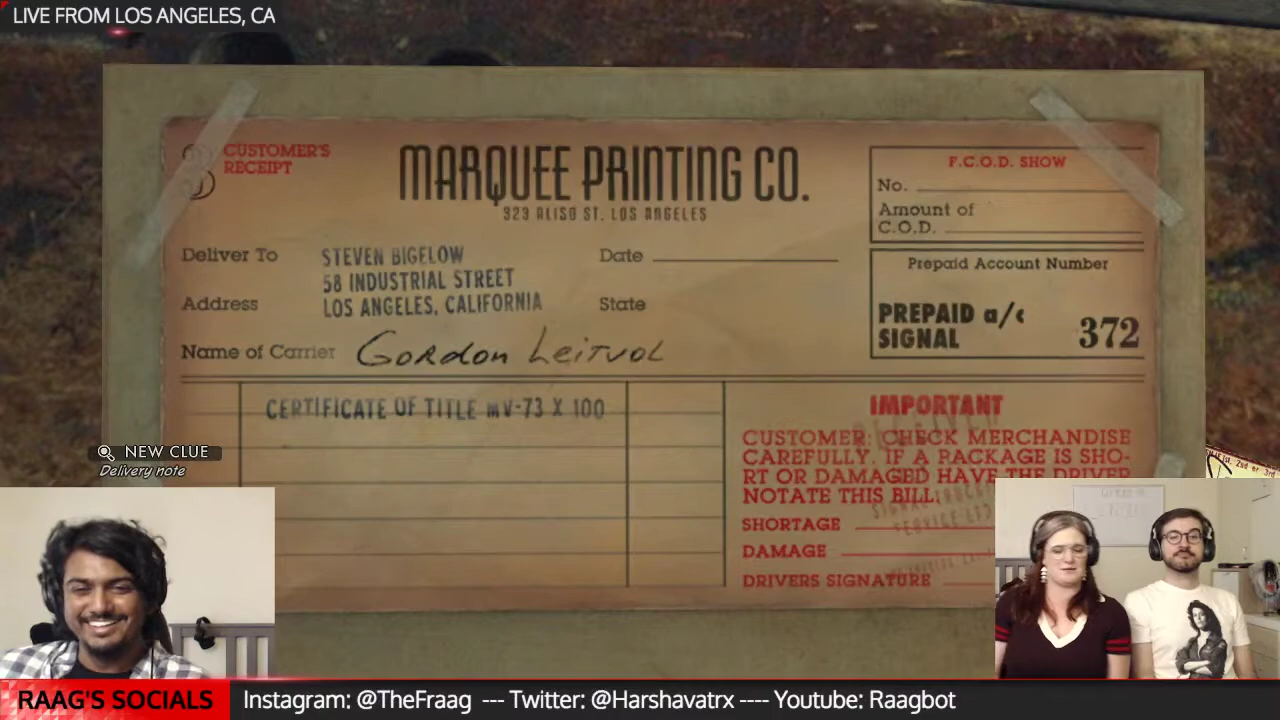 LIVE FROM LOS ANGELES, CA
CUSTOMER'S
RECEIPT
MARQUEE PRINTING CO.
323 ALISO ST. LOS ANGELES
F.C.O.D. SHOW
No.
Amount of
C.O.D.
Deliver To
STEVEN BIGELOW
58 INDUSTRIAL STREET
LOS ANGELES, CALIFORNIA
Address
Date
State
Prepaid Account Number
PREPAID a/c
SIGNAL
372
Name of Carrier Gordon Leitvol
CERTIFICATE OF TITLE MV-73 X 100
IMPORTANT
CUSTOMER: CHECK MERCHANDISE
CAREFULLY. IF A PACKAGE IS SHO-
RT OR DAMAGED HAVE THE DRIVER
NOTATE THIS BILL.
SHORTAGE
DAMAGE
DRIVERS SIGNATURE
NEW CLUE
Delivery note
RAAG'S SOCIALS
Instagram: @TheFraag --- Twitter: @Harshavatrx ---- Youtube: Raagbot